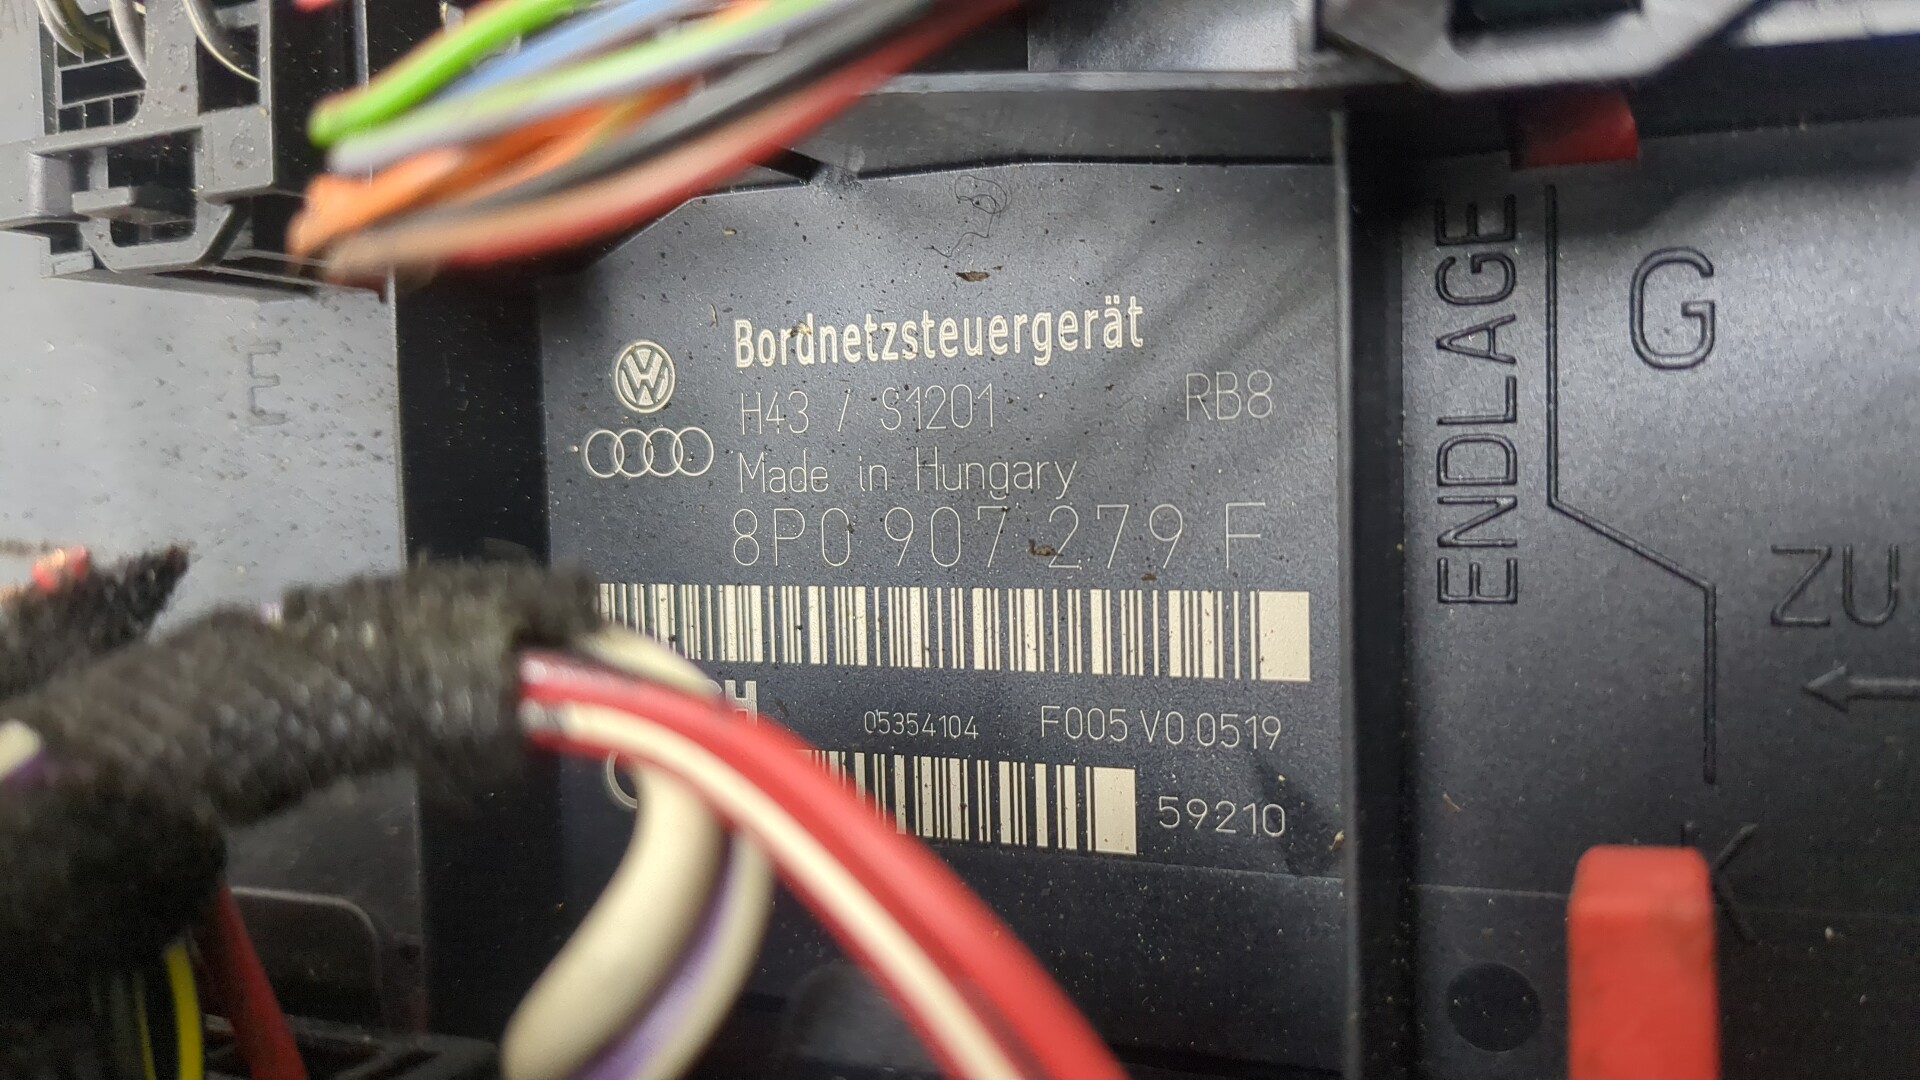 Bordnetzsteuergerät
H43 / S1201 RB8
Made in Hungary
8P0 907 279 F
05354104 F005 V0 0519
59210
ENDLAGE
G
ZU
E
K